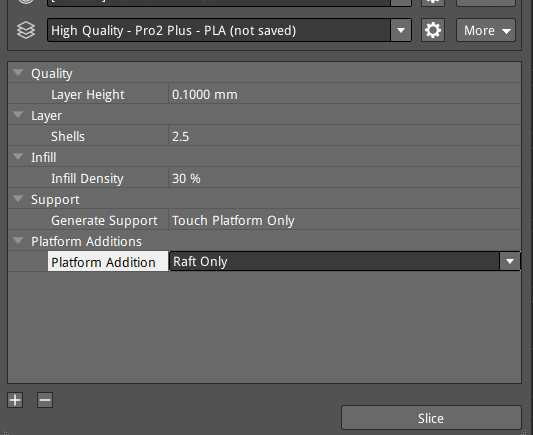 High Quality - Pro2 Plus - PLA (not saved)
More
Quality
Layer Height 0.1000 mm
Layer
Shells 2.5
Infill
Infill Density 30 %
Support
Generate Support Touch Platform Only
Platform Additions
Platform Addition Raft Only
Slice